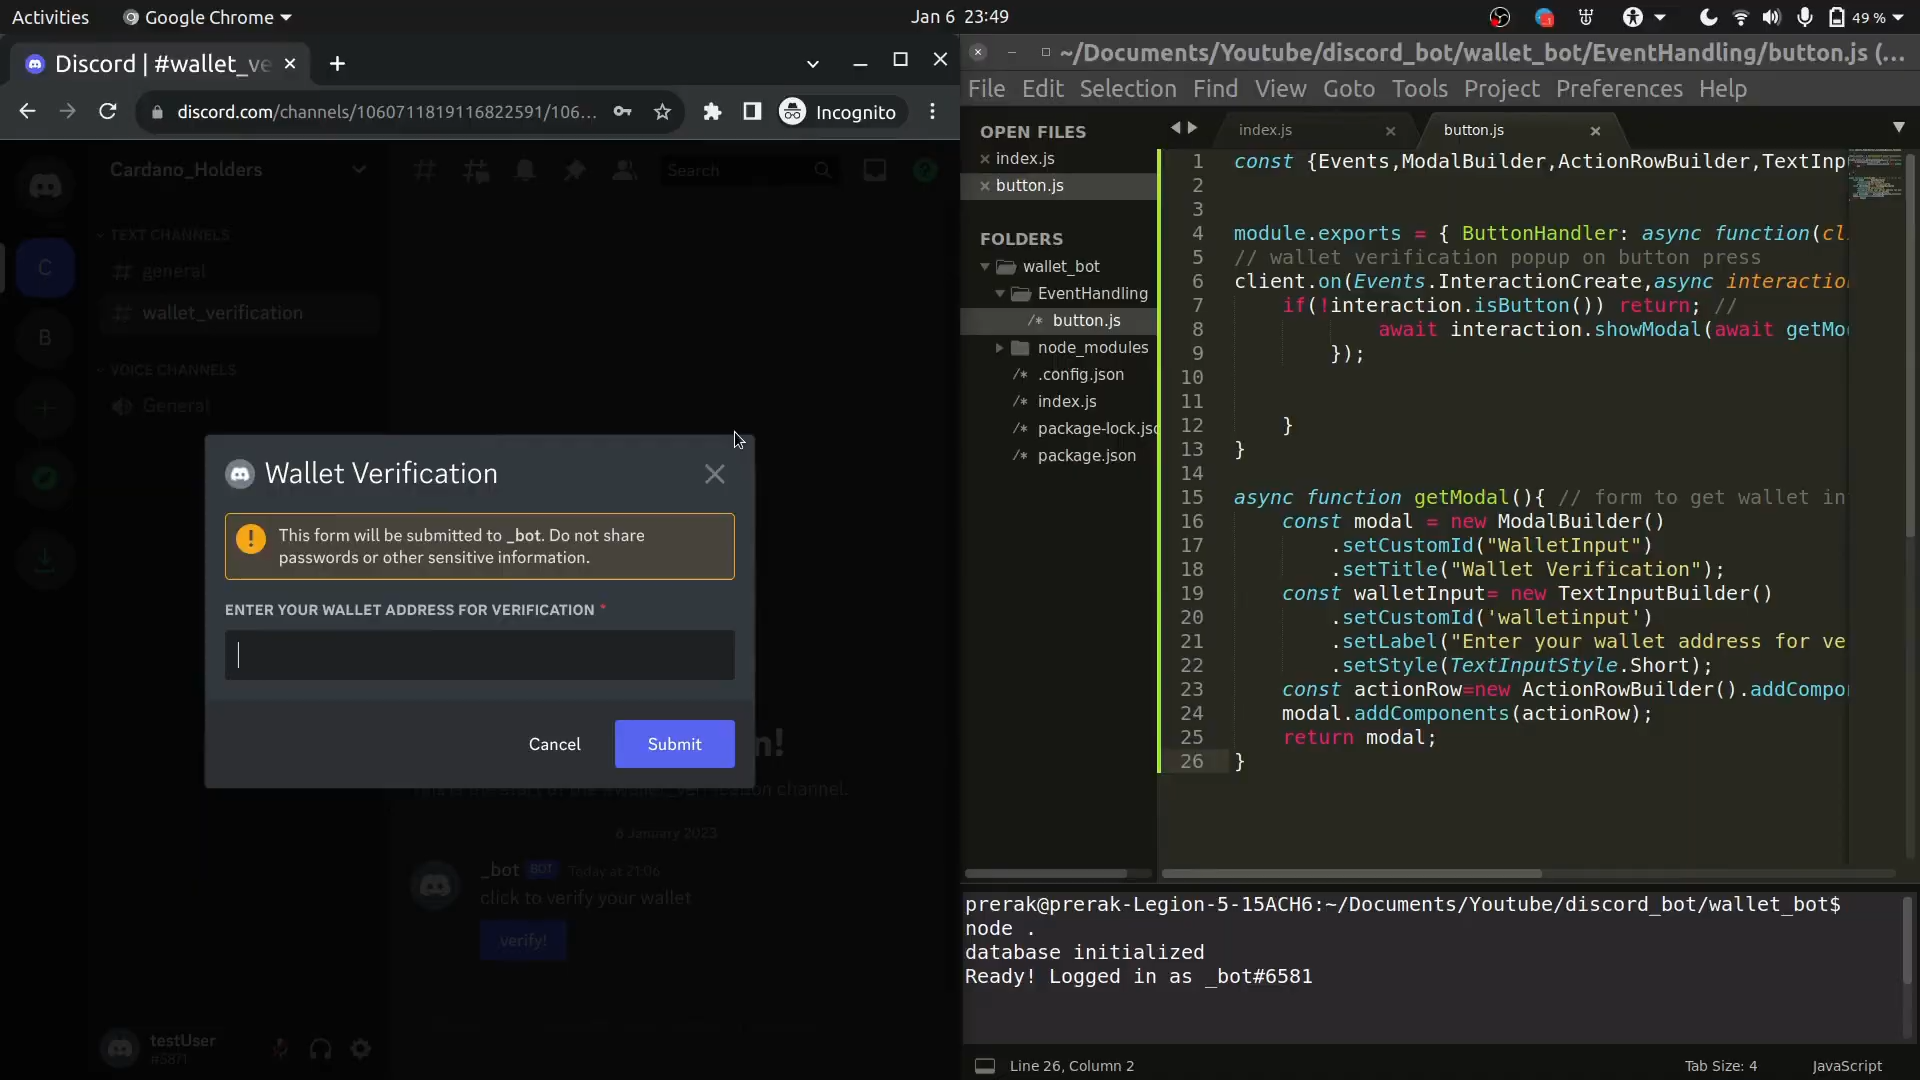 Activities Google Chrome Jan 6 23:49 49 %
Discord | #wallet_ve
discord.com/channels/1060711819116822591/106... Incognito
Cardano_Holders
Search
TEXT CHANNELS
general
wallet_verification
C
B
VOICE CHANNELS
General
Wallet Verification
This form will be submitted to _bot. Do not share
passwords or other sensitive information.
ENTER YOUR WALLET ADDRESS FOR VERIFICATION *
Cancel Submit
channel.
6 January 2023
_bot BOT Today at 21:06
click to verify your wallet
verify!
testUser
#5871
~/Documents/Youtube/discord_bot/wallet_bot/EventHandling/button.js (...
File Edit Selection Find View Goto Tools Project Preferences Help
OPEN FILES
index.js
button.js
FOLDERS
wallet_bot
EventHandling
/* button.js
node_modules
/* .config.json
/* index.js
/* package-lock.jso
/* package.json
index.js button.js
1 const {Events,ModalBuilder,ActionRowBuilder,TextInp
2
3
4 module.exports = { ButtonHandler: async function(cl
5 // wallet verification popup on button press
6 client.on(Events.InteractionCreate,async interactio
7 if(!interaction.isButton()) return; //
8 await interaction.showModal(await getMo
9 });
10
11
12 }
13 }
14
15 async function getModal(){ // form to get wallet in
16 const modal = new ModalBuilder()
17 .setCustomId("WalletInput")
18 .setTitle("Wallet Verification");
19 const walletInput= new TextInputBuilder()
20 .setCustomId('walletinput')
21 .setLabel("Enter your wallet address for ve
22 .setStyle(TextInputStyle.Short);
23 const actionRow=new ActionRowBuilder().addCompo
24 modal.addComponents(actionRow);
25 return modal;
26 }
prerak@prerak-Legion-5-15ACH6:~/Documents/Youtube/discord_bot/wallet_bot$
node .
database initialized
Ready! Logged in as _bot#6581
Line 26, Column 2 Tab Size: 4 JavaScript